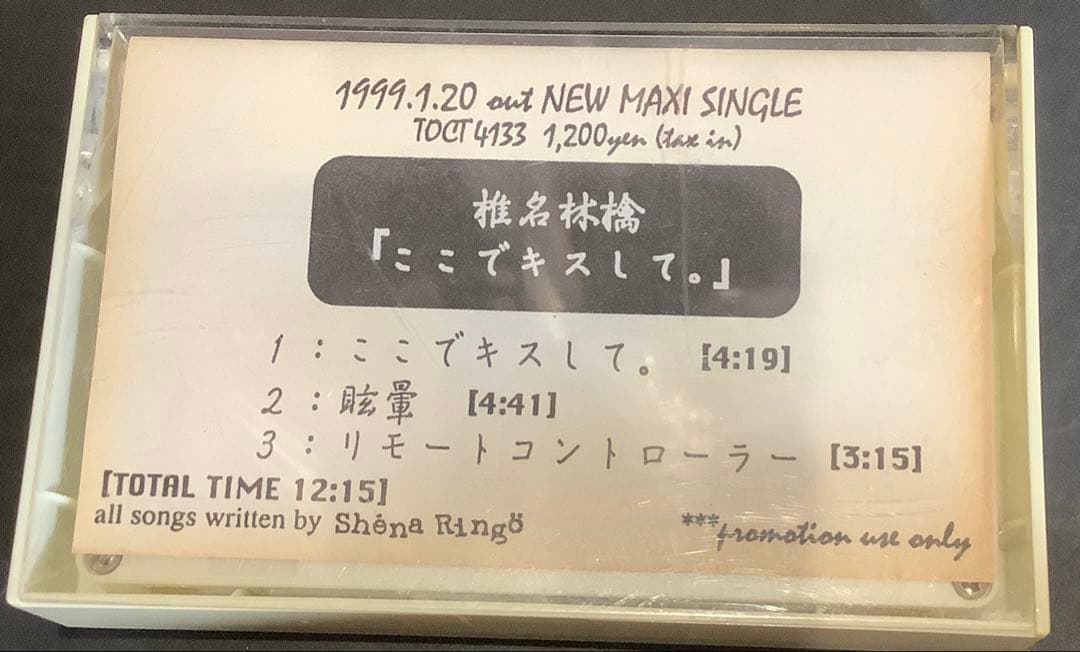 1999.1.20 out NEW MAXI SINGLE
TOCT4133 1,200yen (tax in)
椎名林檎
『ここでキスして。』
1:ここでキスして。 [4:19]
2:眩暈 [4:41]
3:リモートコントローラー [3:15]
[TOTAL TIME 12:15]
all songs written by Shéna Ringö
***promotion use only